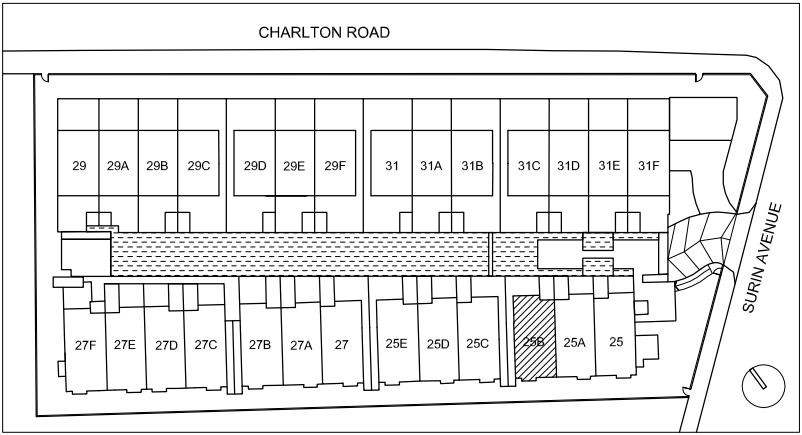 CHARLTON ROAD
29 29A 29B 29C 29D 29E 29F 31 31A 31B 31C 31D 31E 31F
SURIN AVENUE
27F 27E 27D 27C 27B 27A 27 25E 25D 25C 25B 25A 25